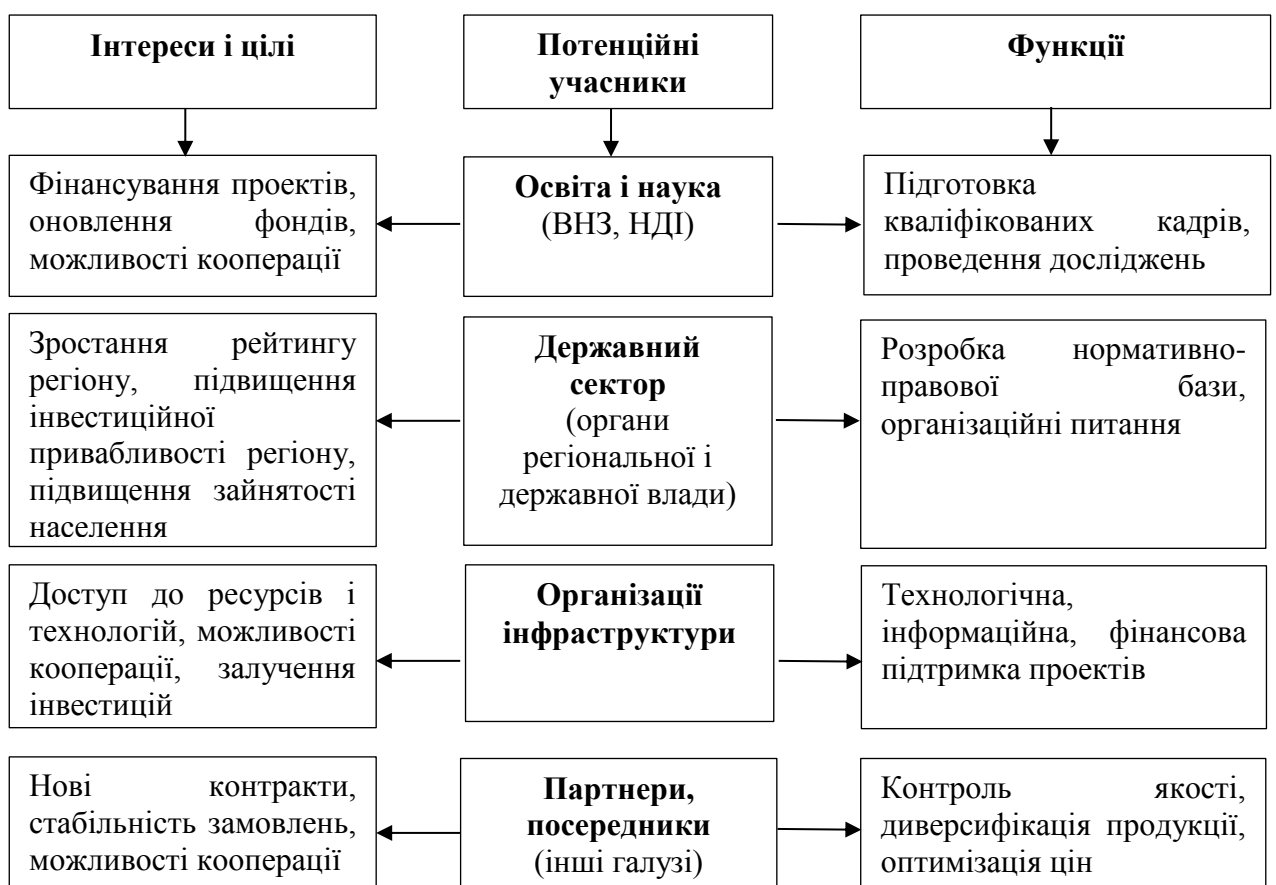 Інтереси і цілі
Потенційні
учасники
Функції
Фінансування проектів,
оновлення фондів,
можливості кооперації
Освіта і наука
(ВНЗ, НДІ)
Підготовка
кваліфікованих кадрів,
проведення досліджень
Зростання рейтингу
регіону, підвищення
інвестиційної
привабливості регіону,
підвищення зайнятості
населення
Державний
сектор
(органи
регіональної і
державної влади)
Розробка нормативно-
правової бази,
організаційні питання
Доступ до ресурсів і
технологій, можливості
кооперації, залучення
інвестицій
Організації
інфраструктури
Технологічна,
інформаційна, фінансова
підтримка проектів
Нові контракти,
стабільність замовлень,
можливості кооперації
Партнери,
посередники
(інші галузі)
Контроль якості,
диверсифікація продукції,
оптимізація цін